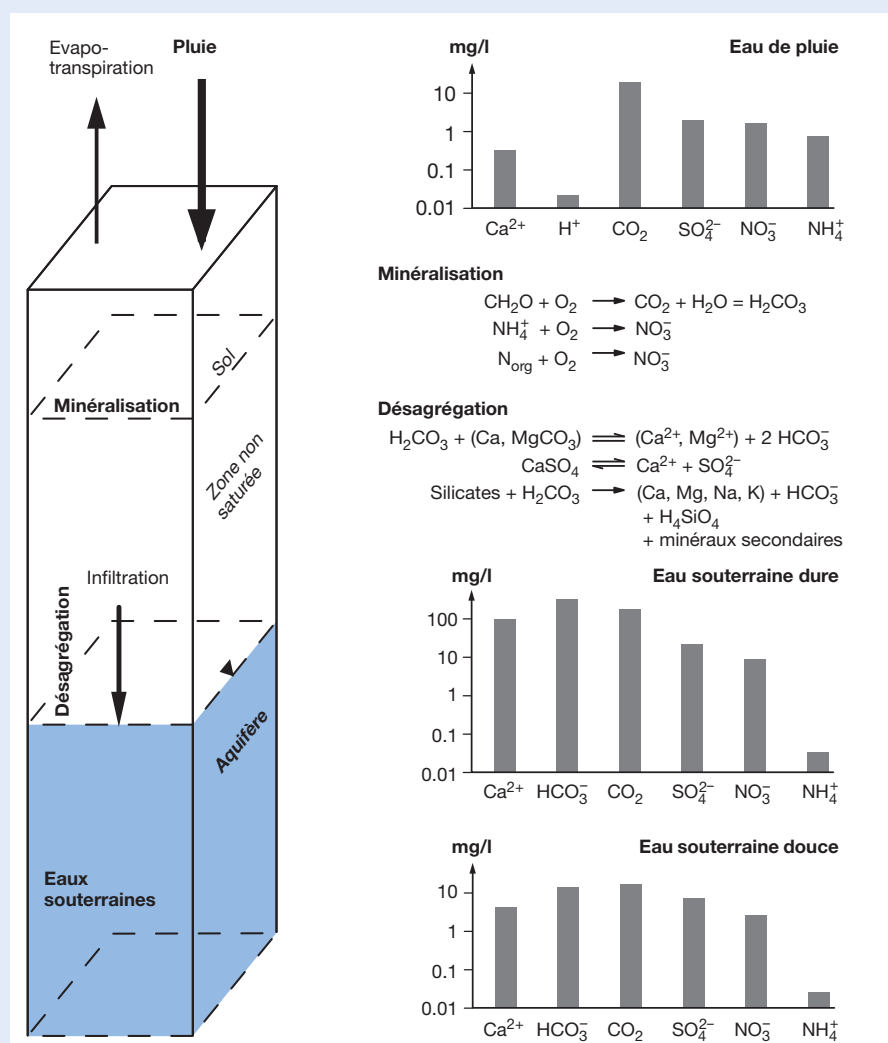 Evapo-
transpiration
Pluie
Sol
Minéralisation
Zone non
saturée
Infiltration
Désagrégation
Aquifère
Eaux
souterraines
mg/l
Eau de pluie
10
1
0.1
0.01
Ca²⁺ H⁺ CO₂ SO₄²⁻ NO₃⁻ NH₄⁺
Minéralisation
CH₂O + O₂ ⟶ CO₂ + H₂O = H₂CO₃
NH₄⁺ + O₂ ⟶ NO₃⁻
N_org + O₂ ⟶ NO₃⁻
Désagrégation
H₂CO₃ + (Ca, MgCO₃) ⇌ (Ca²⁺, Mg²⁺) + 2 HCO₃⁻
CaSO₄ ⇌ Ca²⁺ + SO₄²⁻
Silicates + H₂CO₃ ⟶ (Ca, Mg, Na, K) + HCO₃⁻
+ H₄SiO₄
+ minéraux secondaires
mg/l
Eau souterraine dure
100
10
1
0.1
0.01
Ca²⁺ HCO₃⁻ CO₂ SO₄²⁻ NO₃⁻ NH₄⁺
mg/l
Eau souterraine douce
10
1
0.1
0.01
Ca²⁺ HCO₃⁻ CO₂ SO₄²⁻ NO₃⁻ NH₄⁺